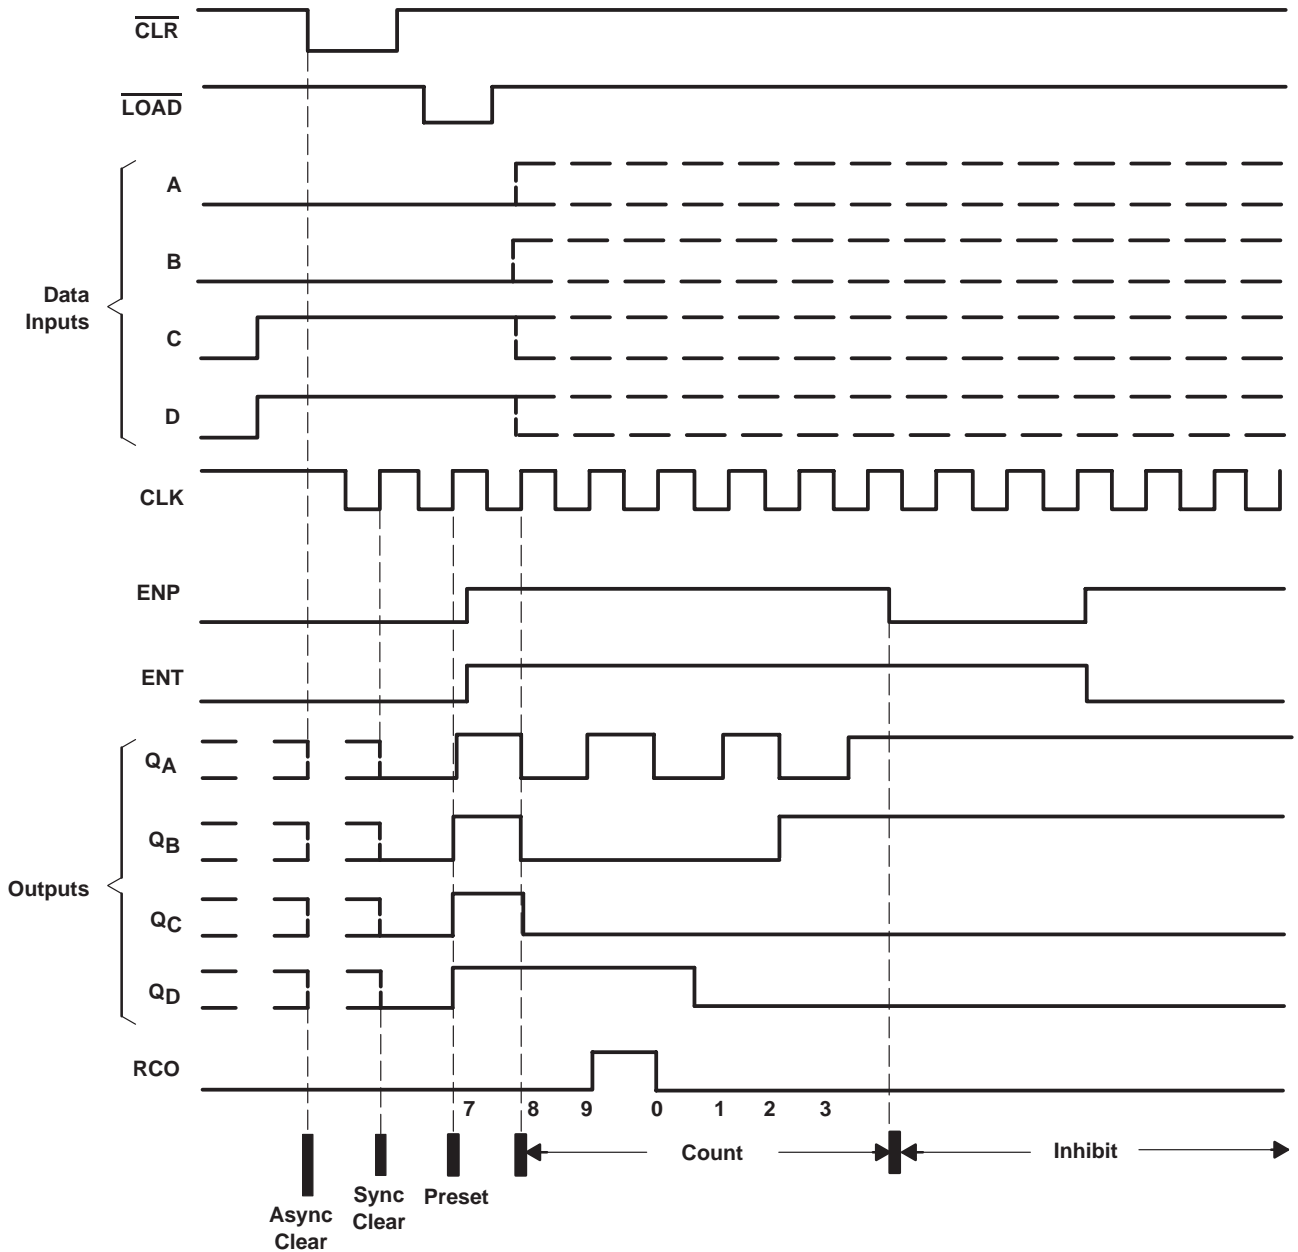 CLR
LOAD
A
B
Data
Inputs
C
D
CLK
ENP
ENT
QA
QB
Outputs
QC
QD
RCO
7 8 9 0 1 2 3
Count
Inhibit
Sync
Clear
Preset
Async
Clear